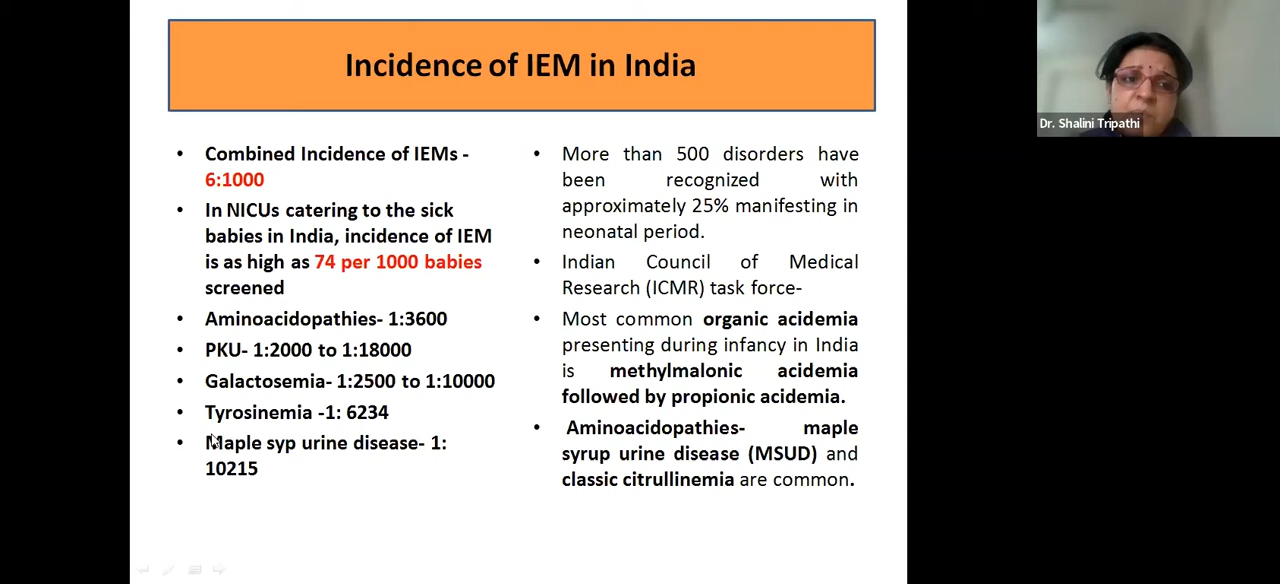 Incidence of IEM in India
Dr. Shalini Tripathi
• Combined Incidence of IEMs -
6:1000
• In NICUs catering to the sick
babies in India, incidence of IEM
is as high as 74 per 1000 babies
screened
• Aminoacidopathies- 1:3600
• PKU- 1:2000 to 1:18000
• Galactosemia- 1:2500 to 1:10000
• Tyrosinemia -1: 6234
• Maple syp urine disease- 1:
10215
• More than 500 disorders have
been recognized with
approximately 25% manifesting in
neonatal period.
• Indian Council of Medical
Research (ICMR) task force-
• Most common organic acidemia
presenting during infancy in India
is methylmalonic acidemia
followed by propionic acidemia.
• Aminoacidopathies- maple
syrup urine disease (MSUD) and
classic citrullinemia are common.